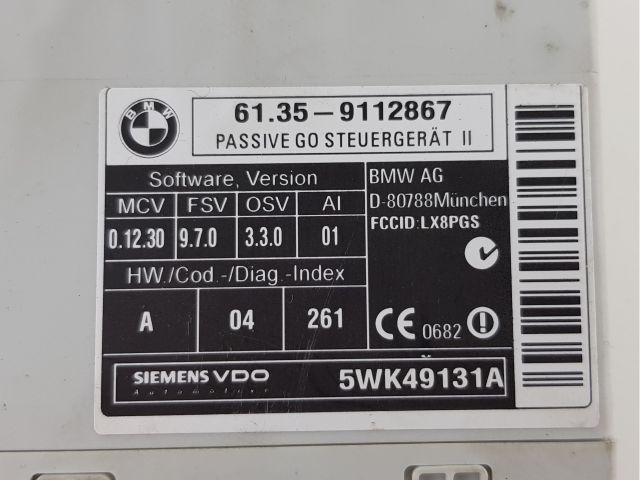 BMW
61.35-9112867
PASSIVE GO STEUERGERÄT II
Software, Version
MCV FSV OSV AI
0.12.30 9.7.0 3.3.0 01
HW./Cod.-/Diag.-Index
A 04 261
BMW AG
D-80788München
FCCID:LX8PGS
CE 0682
SIEMENS VDO
Automotive
5WK49131A